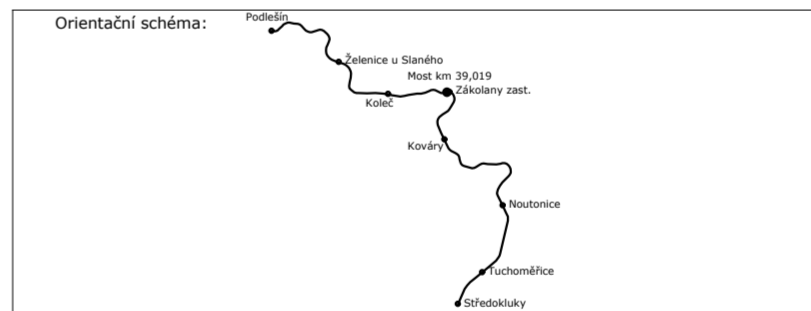 Orientační schéma:
Podlešín
Želenice u Slaného
Most km 39,019
Zákolany zast.
Koleč
Kováry
Noutonice
Tuchoměřice
Středokluky